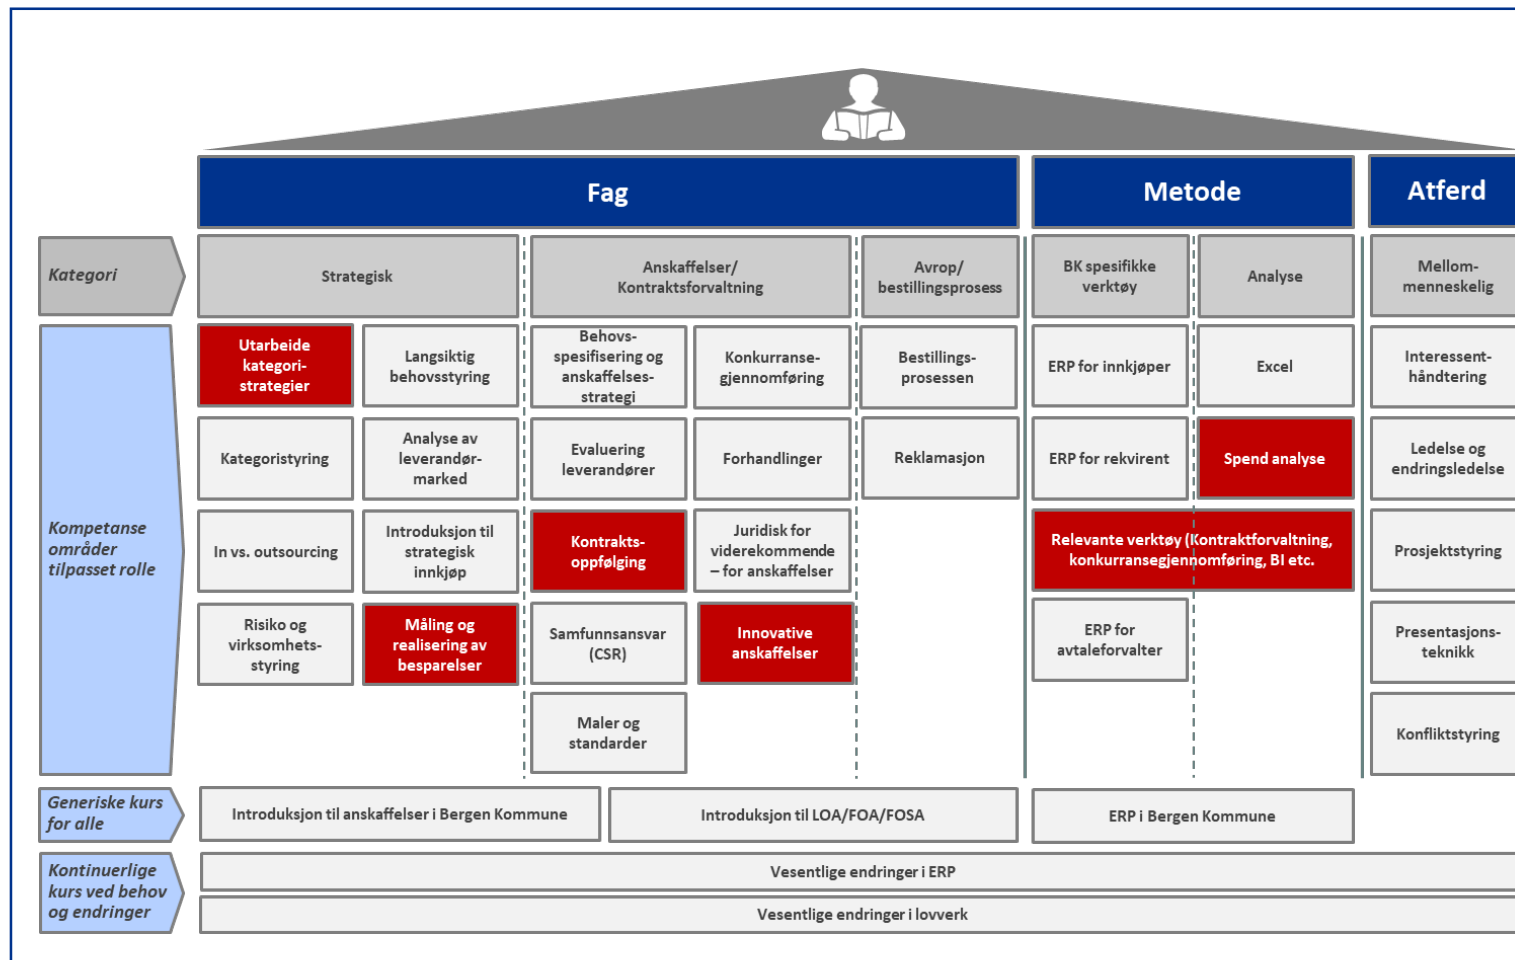 Fag
Metode
Atferd
Kategori
Strategisk
Anskaffelser/
Kontraktsforvaltning
Avrop/
bestillingsprosess
BK spesifikke
verktøy
Analyse
Mellom-
menneskelig
Kompetanse
områder
tilpasset rolle
Utarbeide
kategori-
strategier
Langsiktig
behovsstyring
Behovs-
spesifisering og
anskaffelses-
strategi
Konkurranse-
gjennomføring
Bestillings-
prosessen
ERP for innkjøper
Excel
Interessent-
håndtering
Kategoristyring
Analyse av
leverandør-
marked
Evaluering
leverandører
Forhandlinger
Reklamasjon
ERP for rekvirent
Spend analyse
Ledelse og
endringsledelse
In vs. outsourcing
Introduksjon til
strategisk
innkjøp
Kontrakts-
oppfølging
Juridisk for
viderekommende
– for anskaffelser
Relevante verktøy (Kontraktforvaltning,
konkurransegjennomføring, BI etc.
Prosjektstyring
Risiko og
virksomhets-
styring
Måling og
realisering av
besparelser
Samfunnsansvar
(CSR)
Innovative
anskaffelser
ERP for
avtaleforvalter
Presentasjons-
teknikk
Maler og
standarder
Konfliktstyring
Generiske kurs
for alle
Introduksjon til anskaffelser i Bergen Kommune
Introduksjon til LOA/FOA/FOSA
ERP i Bergen Kommune
Kontinuerlige
kurs ved behov
og endringer
Vesentlige endringer i ERP
Vesentlige endringer i lovverk